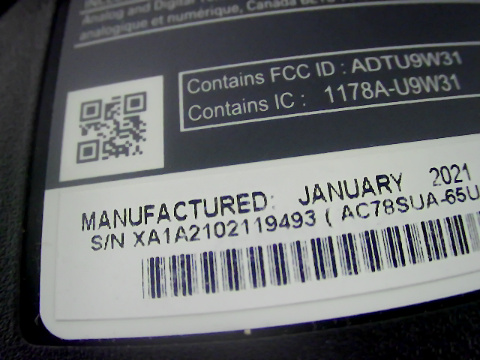 Analog and Digital
analogique et numérique, Canada
Contains FCC ID : ADTU9W31
Contains IC : 1178A-U9W31
MANUFACTURED: JANUARY 2021
S/N XA1A2102119493 ( AC78SUA-65U